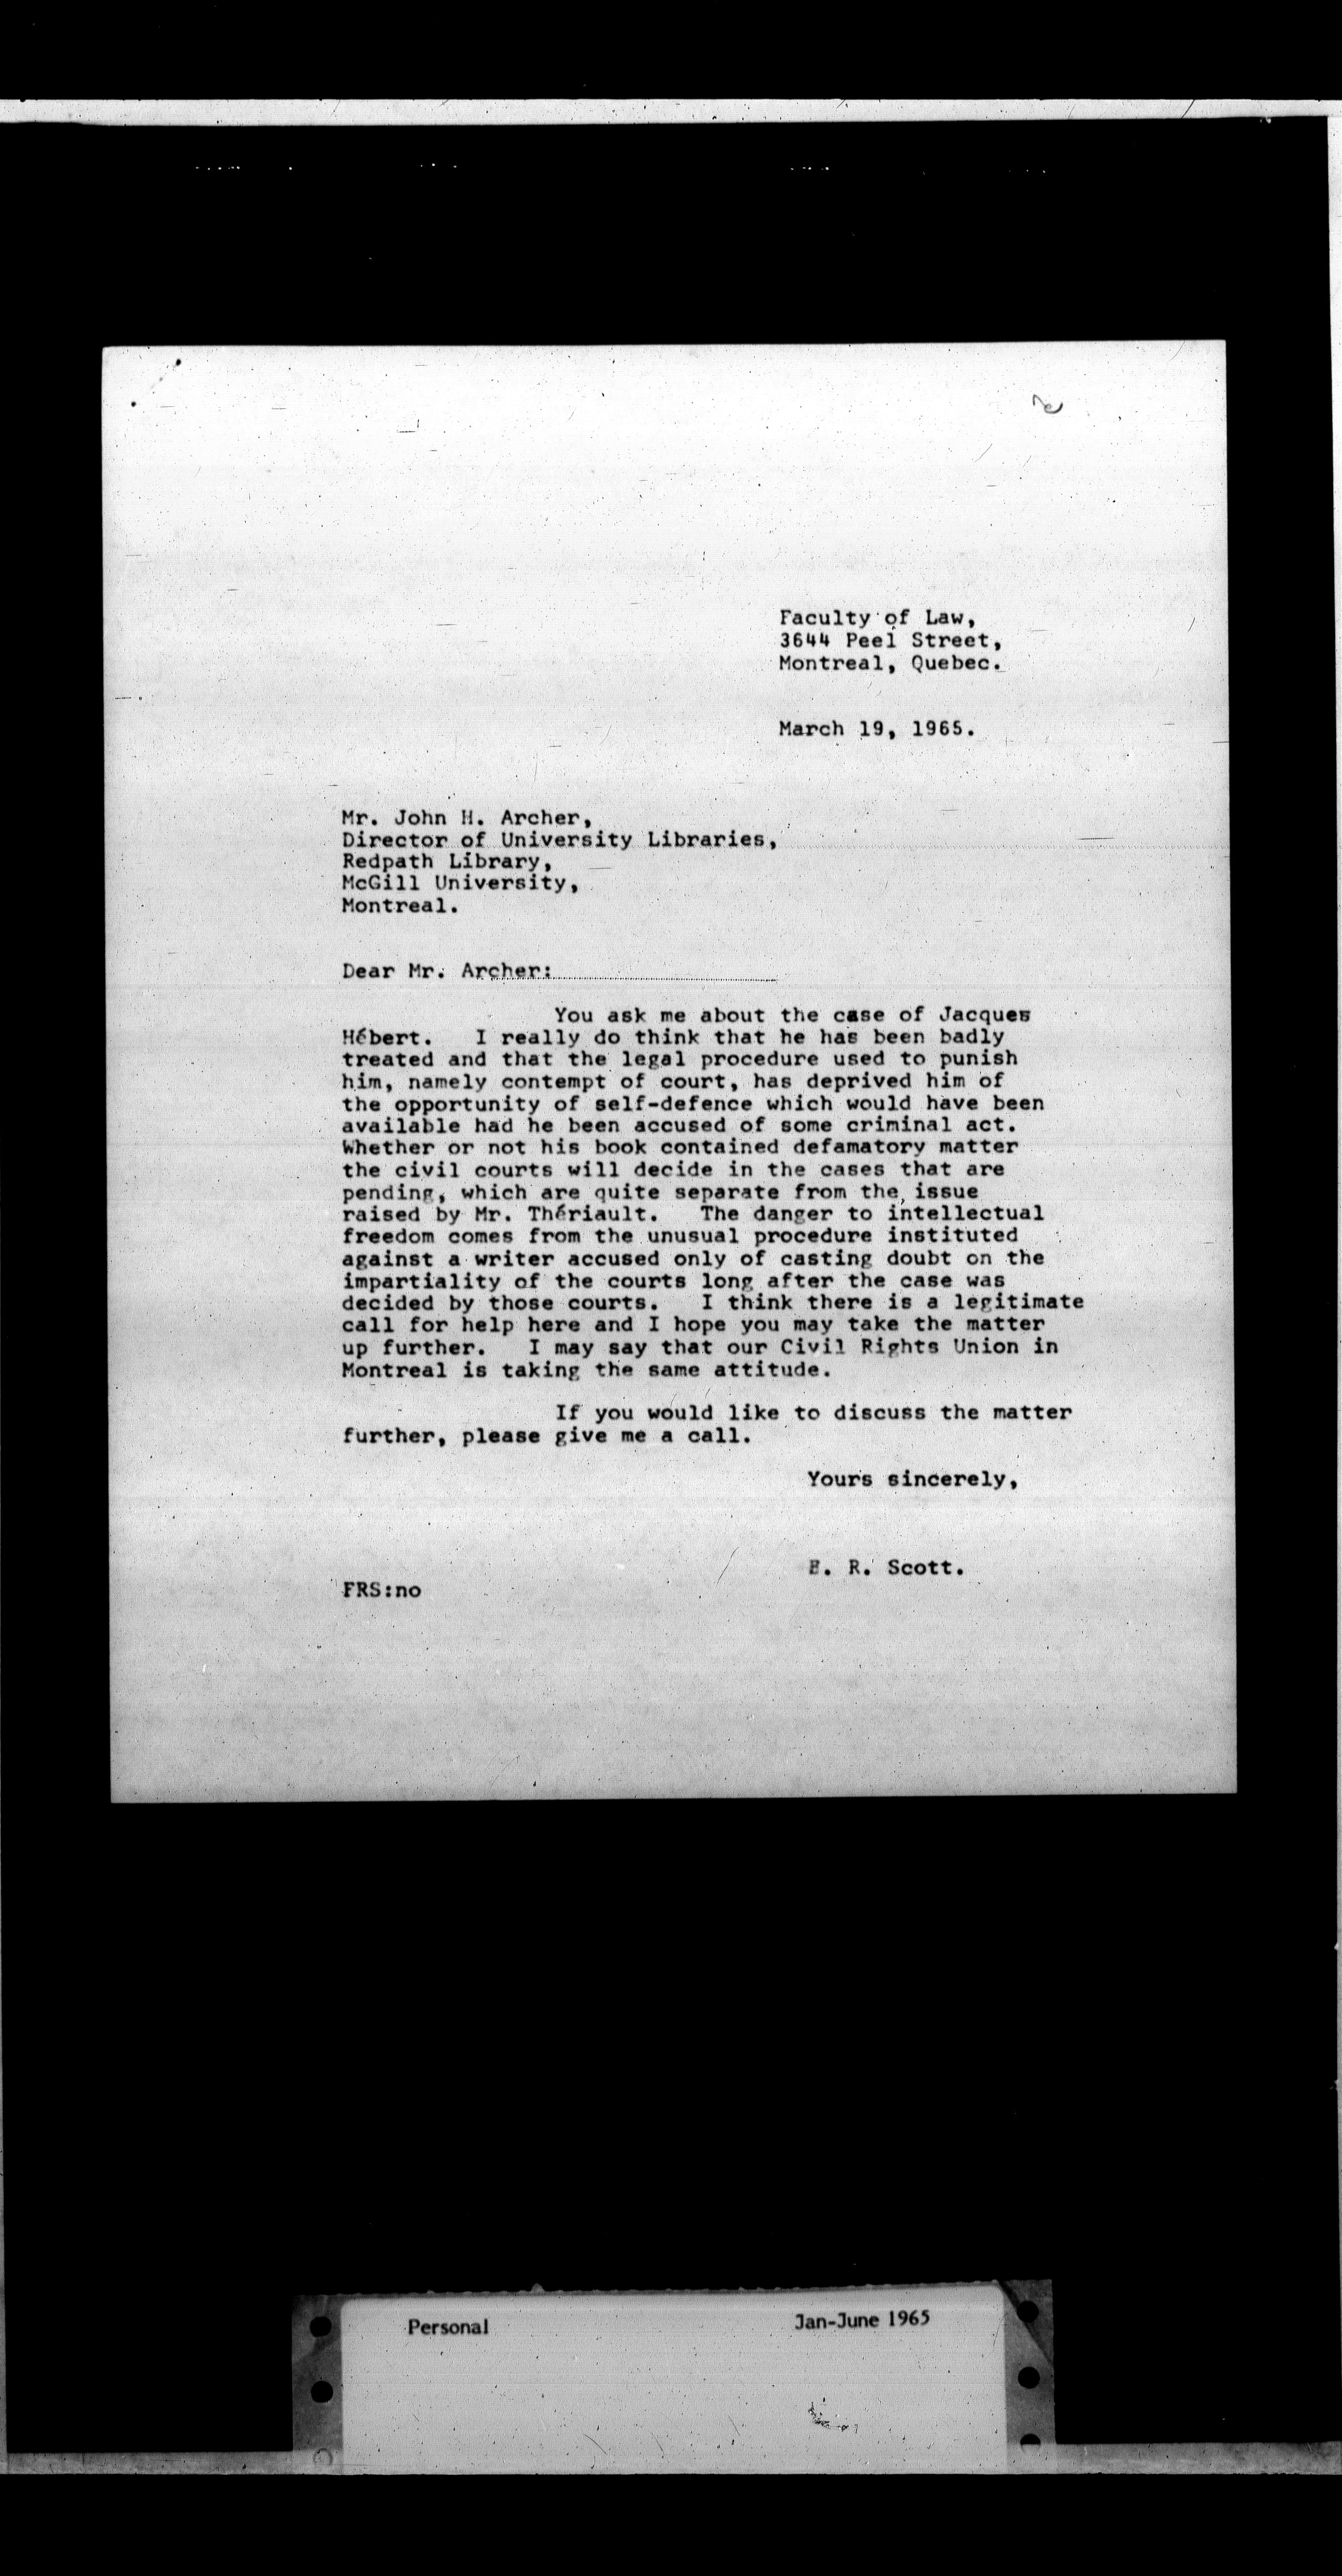 Faculty of Law,
3644 Peel Street,
Montreal, Quebec.
March 19, 1965.
Mr. John H. Archer,
Director of University Libraries,
Redpath Library,
McGill University,
Montreal.
Dear Mr. Archer:
You ask me about the case of Jacques
Hébert. I really do think that he has been badly
treated and that the legal procedure used to punish
him, namely contempt of court, has deprived him of
the opportunity of self-defence which would have been
available had he been accused of some criminal act.
Whether or not his book contained defamatory matter
the civil courts will decide in the cases that are
pending, which are quite separate from the issue
raised by Mr. Thériault. The danger to intellectual
freedom comes from the unusual procedure instituted
against a writer accused only of casting doubt on the
impartiality of the courts long after the case was
decided by those courts. I think there is a legitimate
call for help here and I hope you may take the matter
up further. I may say that our Civil Rights Union in
Montreal is taking the same attitude.
If you would like to discuss the matter
further, please give me a call.
Yours sincerely,
F. R. Scott.
FRS:no
Personal Jan-June 1965